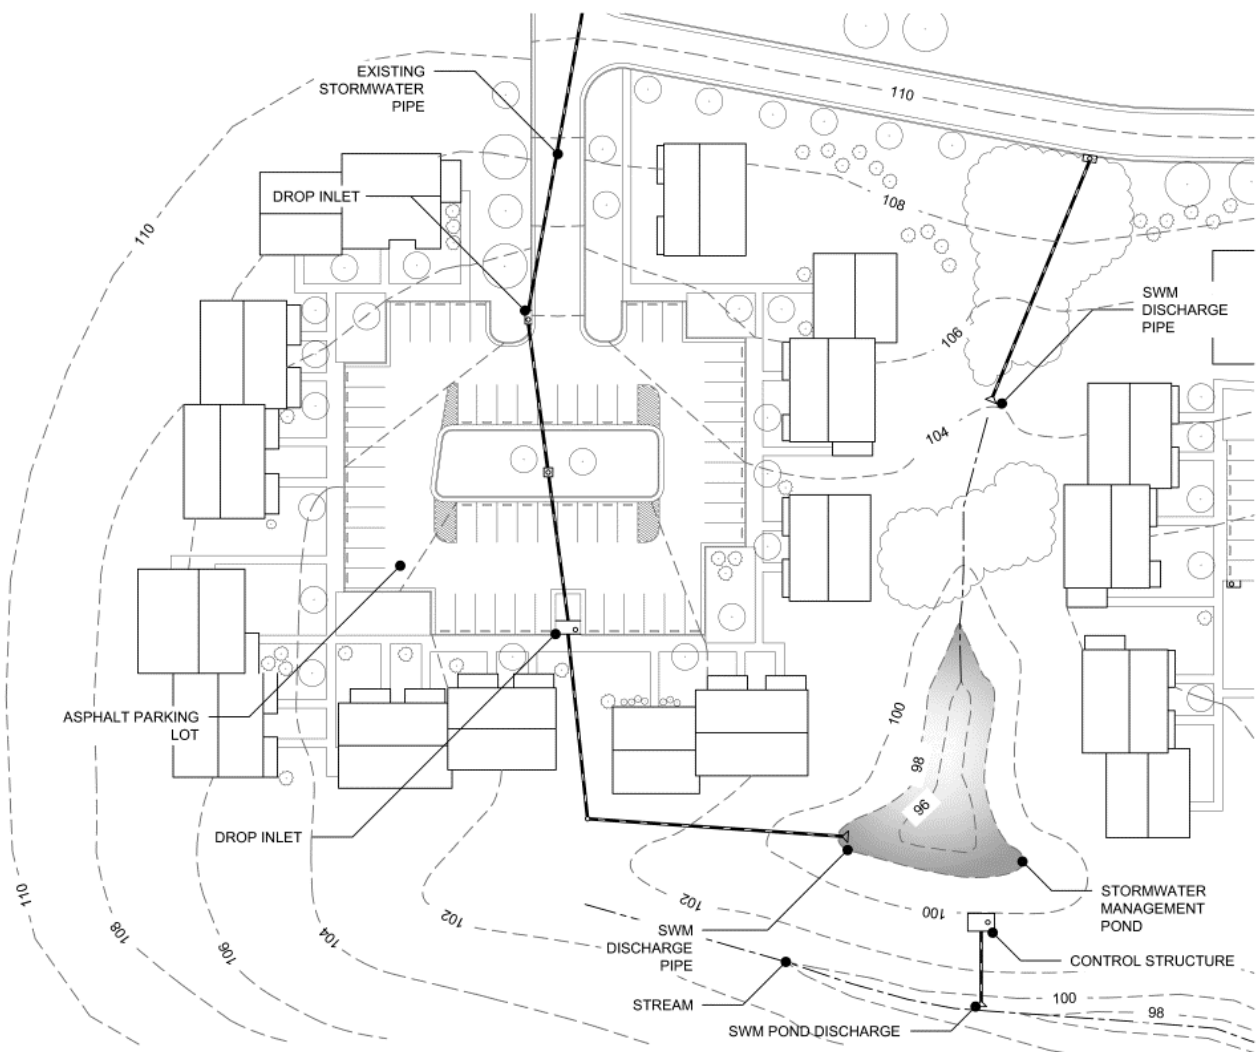 EXISTING
STORMWATER
PIPE
110
110
DROP INLET
108
SWM
DISCHARGE
PIPE
106
104
ASPHALT PARKING
LOT
100
98
96
DROP INLET
110
108
106
104
102
102
100
STORMWATER
MANAGEMENT
POND
SWM
DISCHARGE
PIPE
CONTROL STRUCTURE
STREAM
100
98
SWM POND DISCHARGE